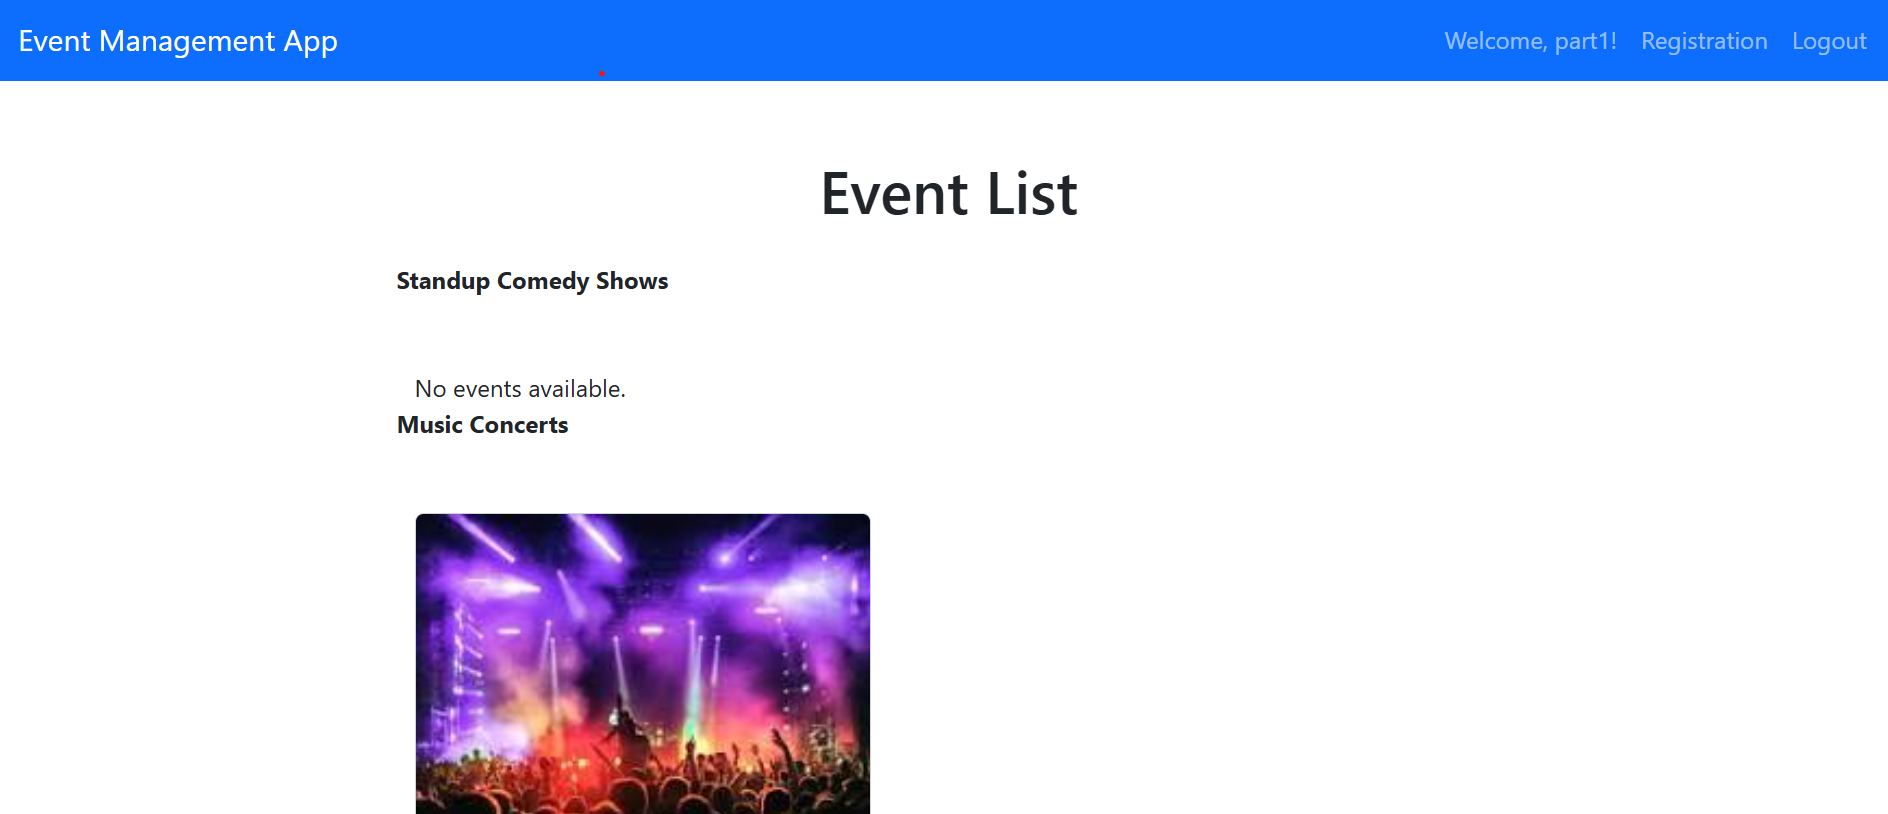 Event Management App
Welcome, part1! Registration Logout
Event List
Standup Comedy Shows
No events available.
Music Concerts